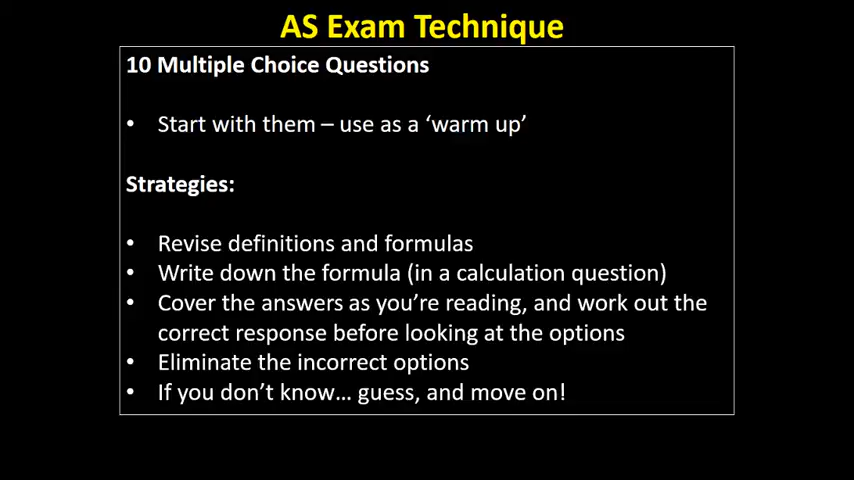 AS Exam Technique
10 Multiple Choice Questions
• Start with them – use as a ‘warm up’
Strategies:
• Revise definitions and formulas
• Write down the formula (in a calculation question)
• Cover the answers as you’re reading, and work out the
correct response before looking at the options
• Eliminate the incorrect options
• If you don’t know… guess, and move on!